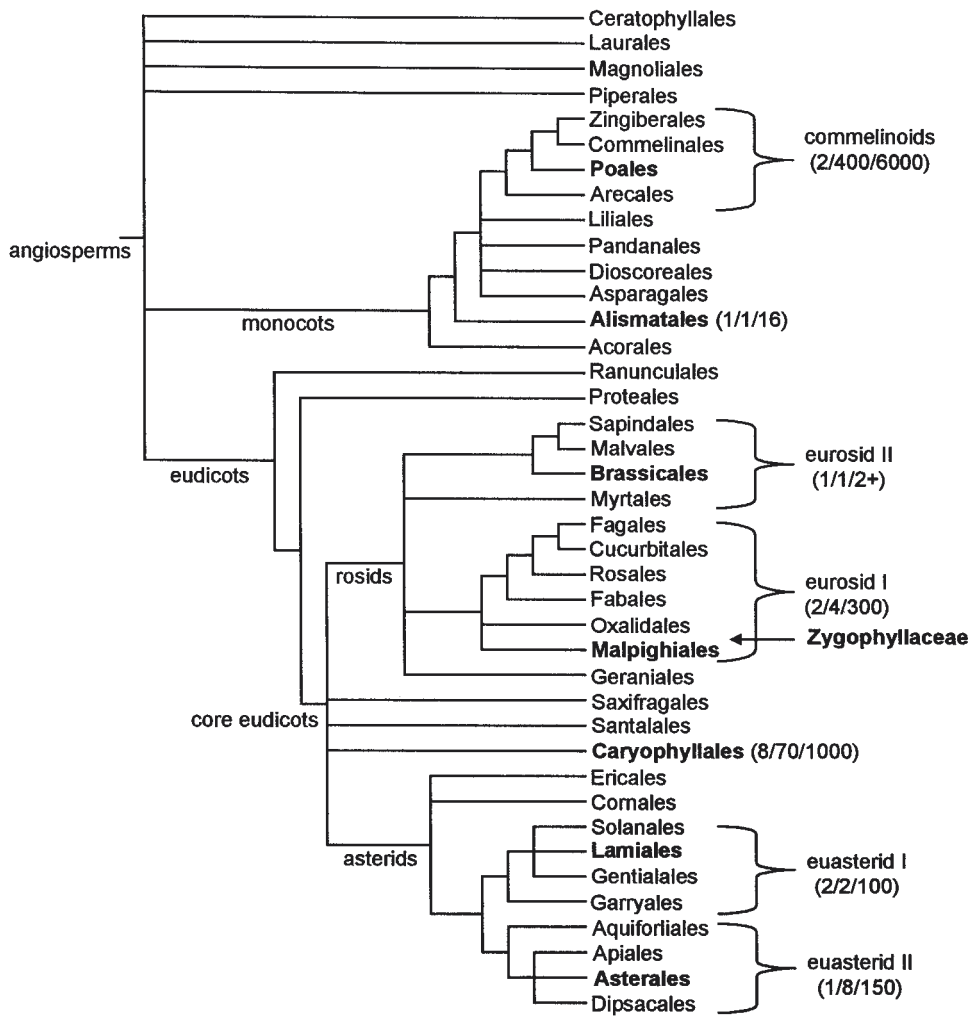 Ceratophyllales
Laurales
Magnoliales
Piperales
Zingiberales
Commelinales
Poales
Arecales
commelinoids
(2/400/6000)
Liliales
Pandanales
Dioscoreales
Asparagales
Alismatales (1/1/16)
Acorales
angiosperms
monocots
Ranunculales
Proteales
eudicots
Sapindales
Malvales
Brassicales
Myrtales
eurosid II
(1/1/2+)
Fagales
Cucurbitales
Rosales
Fabales
Oxalidales
Malpighiales
eurosid I
(2/4/300)
Zygophyllaceae
rosids
Geraniales
Saxifragales
Santalales
core eudicots
Caryophyllales (8/70/1000)
Ericales
Cornales
asterids
Solanales
Lamiales
Gentialales
Garryales
euasterid I
(2/2/100)
Aquiforliales
Apiales
Asterales
Dipsacales
euasterid II
(1/8/150)